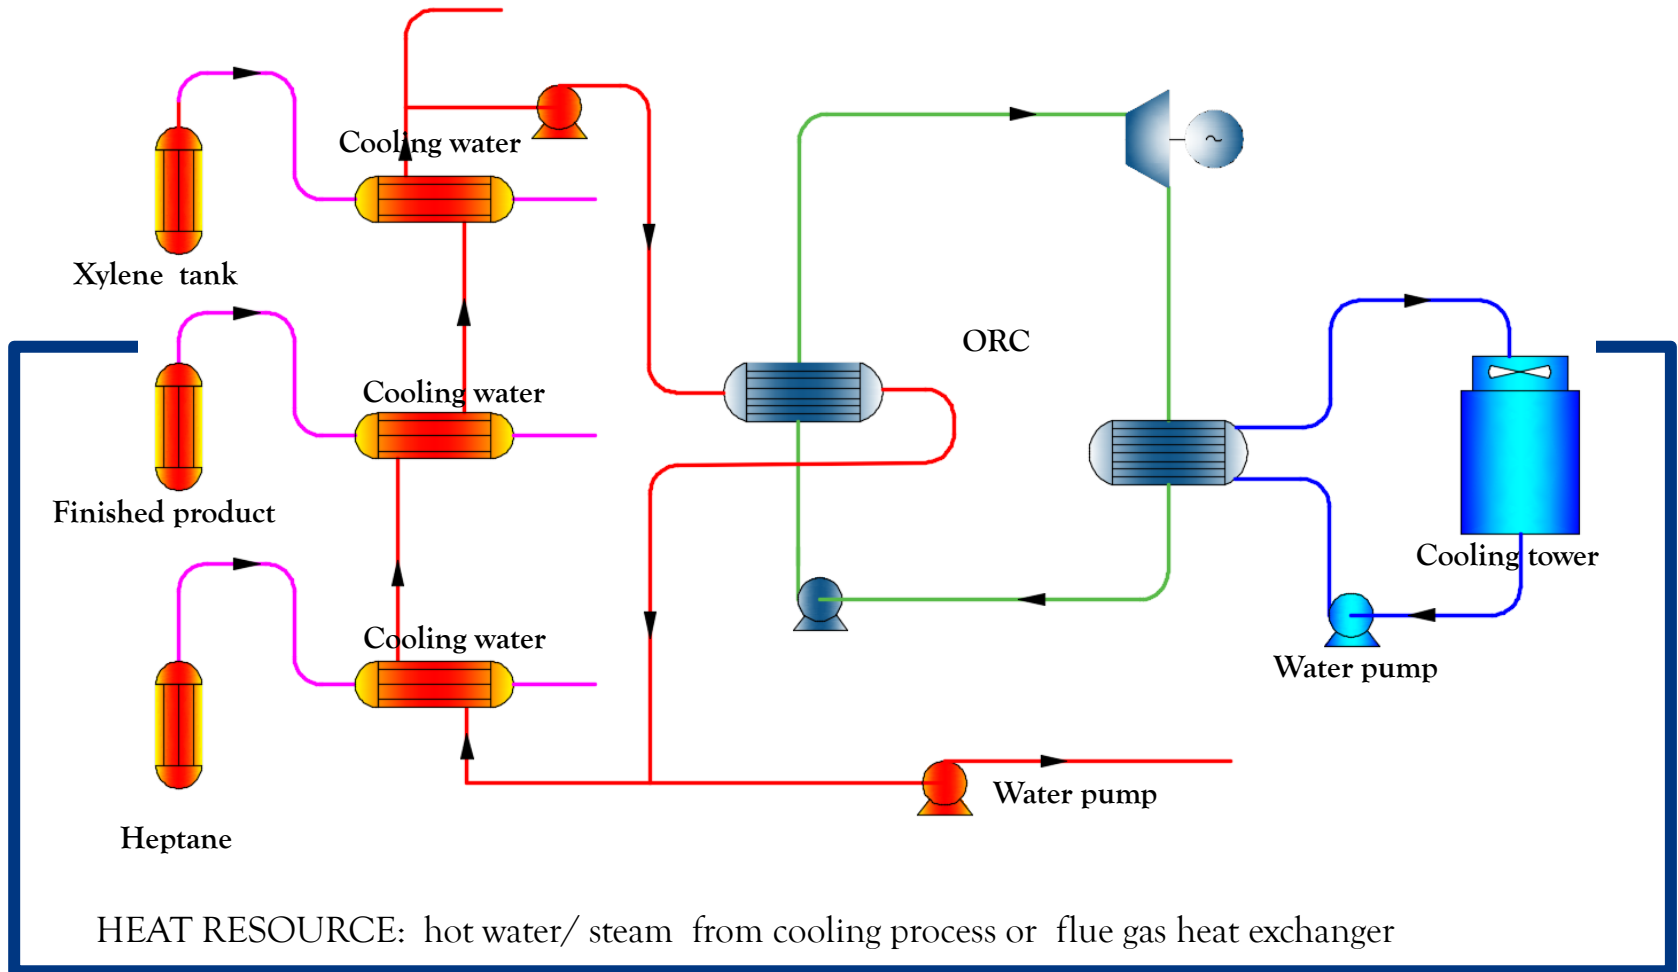 Cooling water
Xylene tank
ORC
Cooling water
Finished product
Cooling tower
Cooling water
Water pump
Water pump
Heptane
HEAT RESOURCE: hot water/ steam from cooling process or flue gas heat exchanger